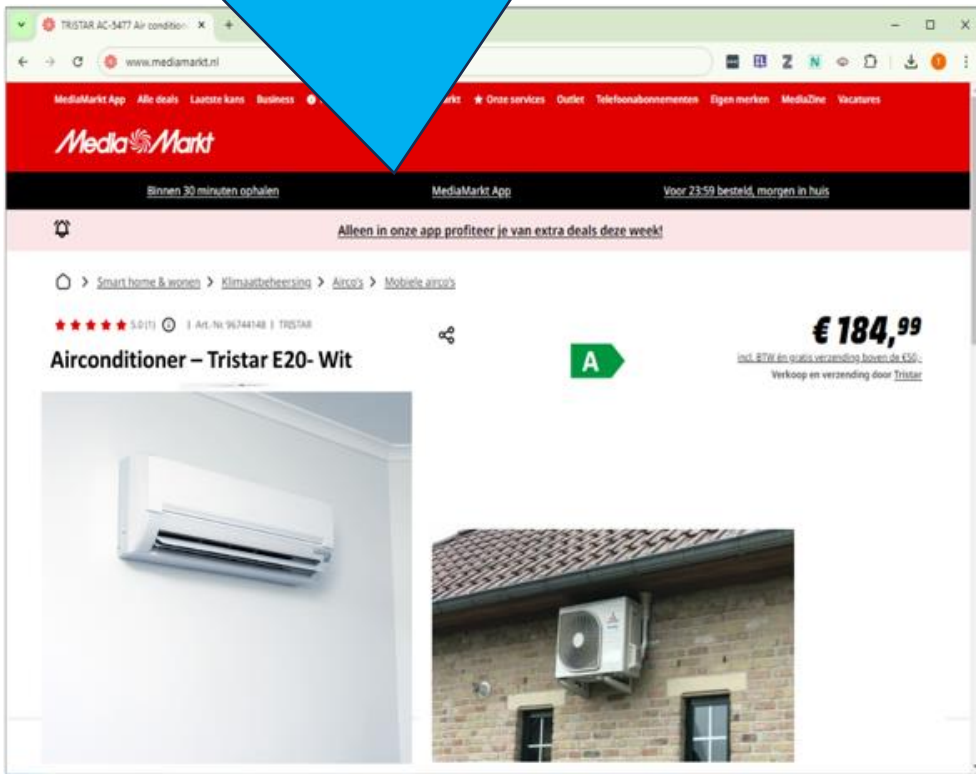 TRISTAR AC-5477 Air condition
www.mediamarkt.nl
MediaMarkt App Alle deals Laatste kans Business Onze services Outlet Telefoonabonnementen Eigen merken MediaZine Vacatures
Media Markt
Binnen 30 minuten ophalen MediaMarkt App Voor 23:59 besteld, morgen in huis
Alleen in onze app profiteer je van extra deals deze week!
Smart home & wonen > Klimaatbeheersing > Airco's > Mobiele airco's
5.0 (1) | Art.-Nr. 96744148 | TRISTAR
€ 184,99
Airconditioner – Tristar E20- Wit
A
incl. BTW én gratis verzending boven de €50,-
Verkoop en verzending door Tristar